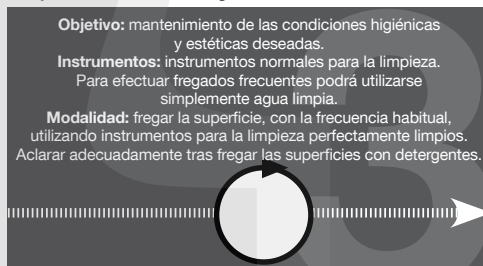 Objetivo: mantenimiento de las condiciones higiénicas
y estéticas deseadas.
Instrumentos: instrumentos normales para la limpieza.
Para efectuar fregados frecuentes podrá utilizarse
simplemente agua limpia.
Modalidad: fregar la superficie, con la frecuencia habitual,
utilizando instrumentos para la limpieza perfectamente limpios.
Aclarar adecuadamente tras fregar las superficies con detergentes.
3